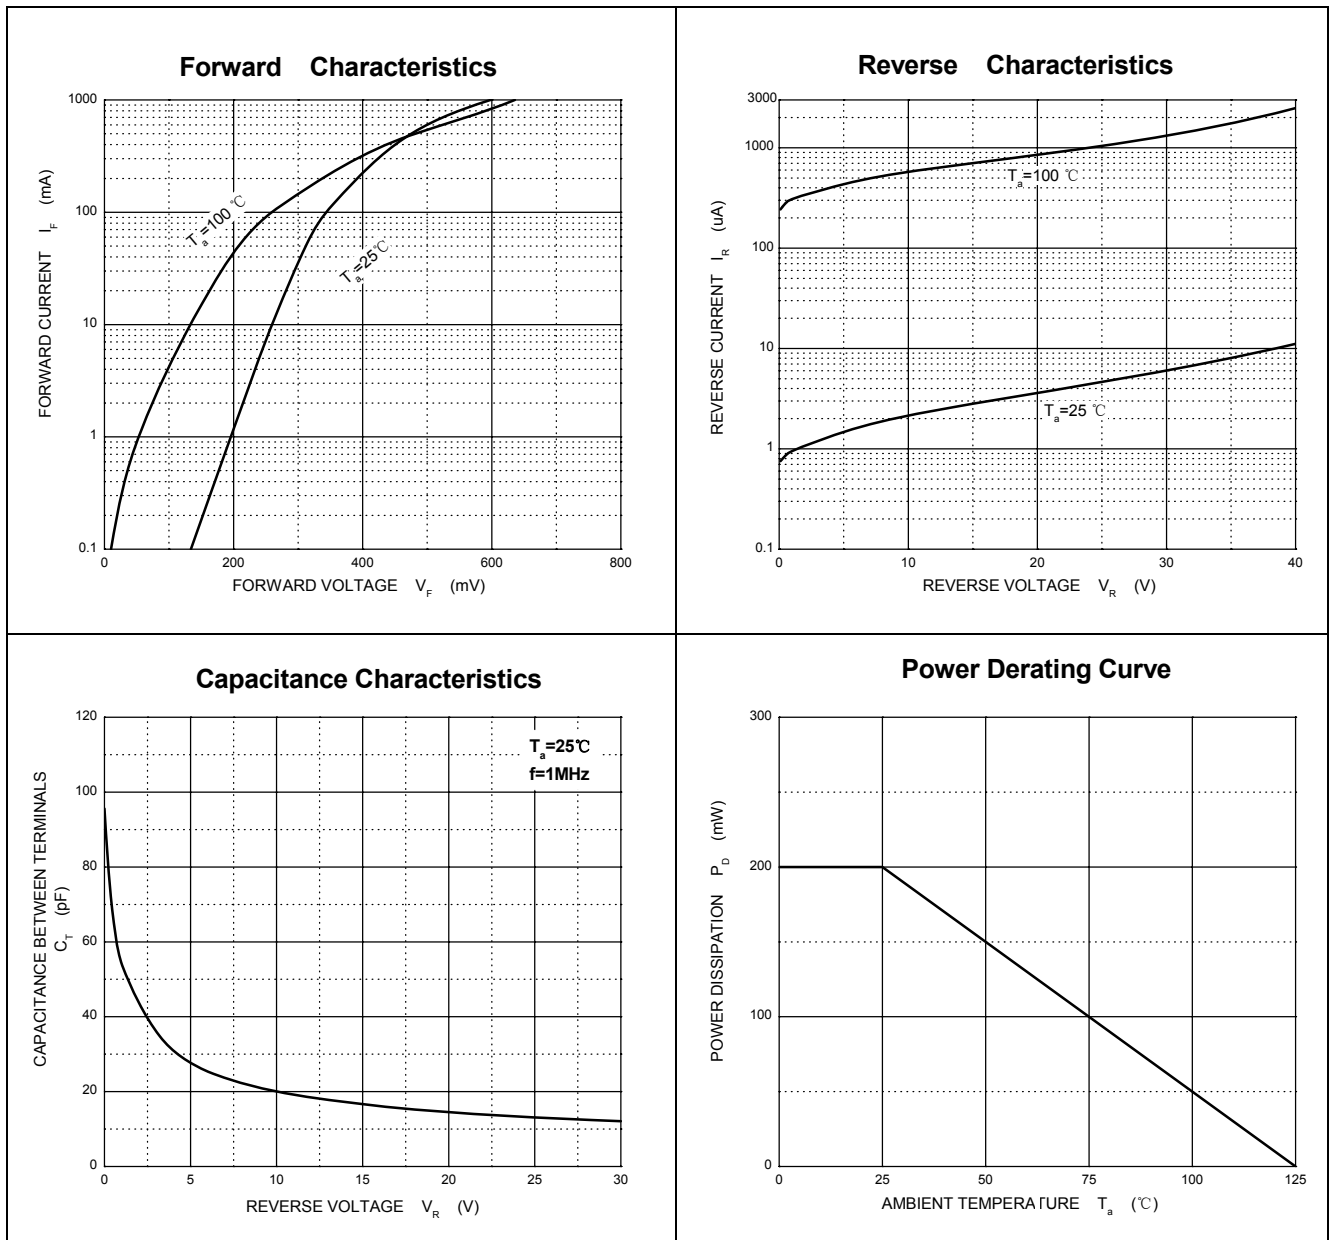 Forward Characteristics
1000
100
10
1
0.1
0
200
400
600
800
FORWARD CURRENT I_F (mA)
FORWARD VOLTAGE V_F (mV)
T_a=100 ℃
T_a=25℃
Reverse Characteristics
3000
1000
100
10
1
0.1
0
10
20
30
40
REVERSE CURRENT I_R (uA)
REVERSE VOLTAGE V_R (V)
T_a=100 ℃
T_a=25 ℃
Capacitance Characteristics
120
100
80
60
40
20
0
0
5
10
15
20
25
30
CAPACITANCE BETWEEN TERMINALS
C_T (pF)
REVERSE VOLTAGE V_R (V)
T_a=25℃
f=1MHz
Power Derating Curve
300
200
100
0
0
25
50
75
100
125
POWER DISSIPATION P_D (mW)
AMBIENT TEMPERATURE T_a (℃)